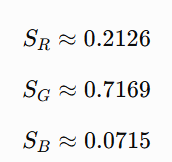 S_R ≈ 0.2126
S_G ≈ 0.7169
S_B ≈ 0.0715